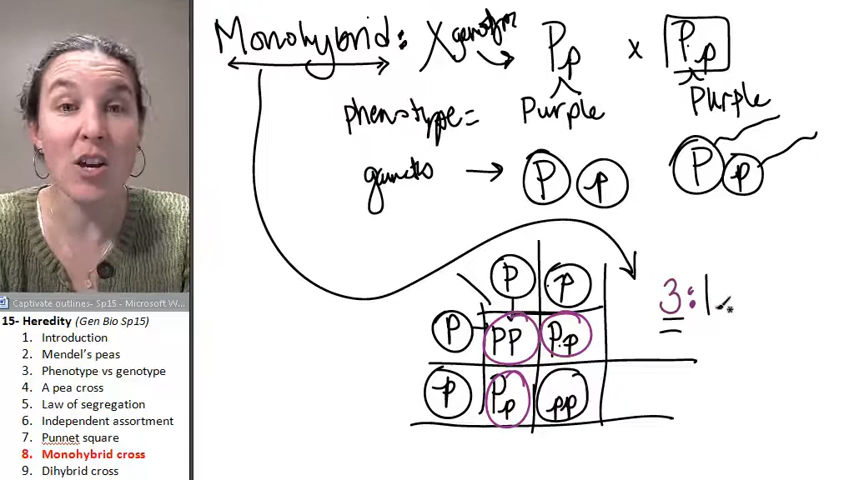 Monohybrid: X genotype → Pp x Pp
phenotype = Purple Purple
gametes → P p P p
P p
P PP Pp
p Pp pp
3:1
Captivate outlines- Sp15 - Microsoft W...
15- Heredity (Gen Bio Sp15)
1. Introduction
2. Mendel's peas
3. Phenotype vs genotype
4. A pea cross
5. Law of segregation
6. Independent assortment
7. Punnet square
8. Monohybrid cross
9. Dihybrid cross